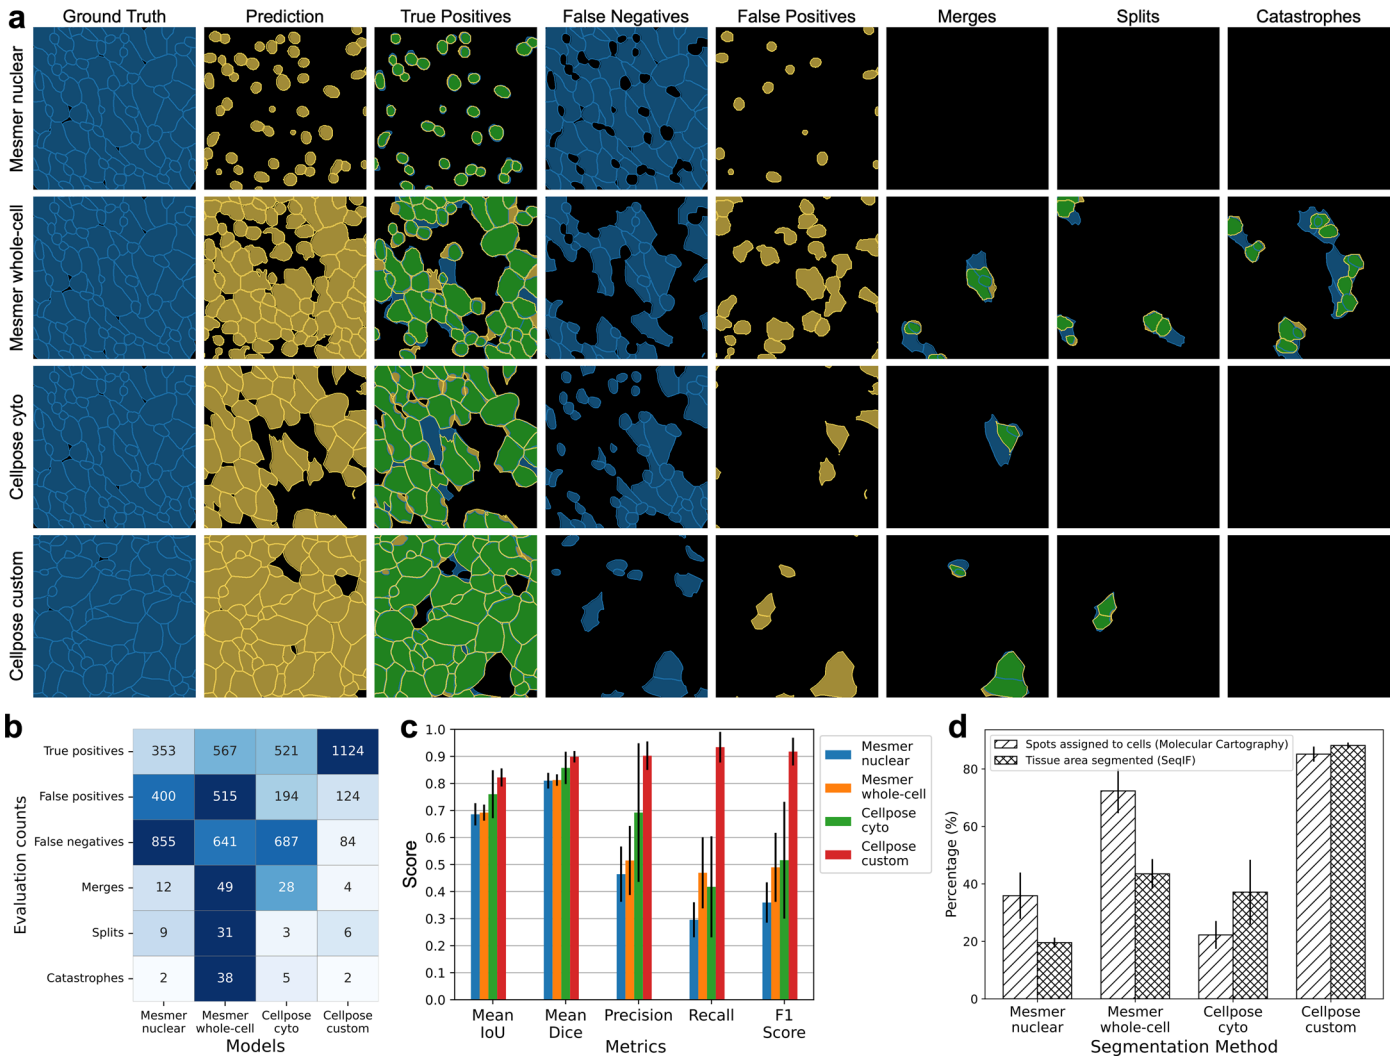 a
Ground Truth
Prediction
True Positives
False Negatives
False Positives
Merges
Splits
Catastrophes
Mesmer nuclear
Mesmer whole-cell
Cellpose cyto
Cellpose custom
b
Evaluation counts
True positives 353 567 521 1124
False positives 400 515 194 124
False negatives 855 641 687 84
Merges 12 49 28 4
Splits 9 31 3 6
Catastrophes 2 38 5 2
Mesmer
nuclear
Mesmer
whole-cell
Cellpose
cyto
Cellpose
custom
Models
c
Score
1.0
0.9
0.8
0.7
0.6
0.5
0.4
0.3
0.2
0.1
0.0
Mean
IoU
Mean
Dice
Precision
Recall
F1
Score
Metrics
Mesmer
nuclear
Mesmer
whole-cell
Cellpose
cyto
Cellpose
custom
d
Spots assigned to cells (Molecular Cartography)
Tissue area segmented (SeqIF)
Percentage (%)
80
60
40
20
0
Mesmer
nuclear
Mesmer
whole-cell
Cellpose
cyto
Cellpose
custom
Segmentation Method